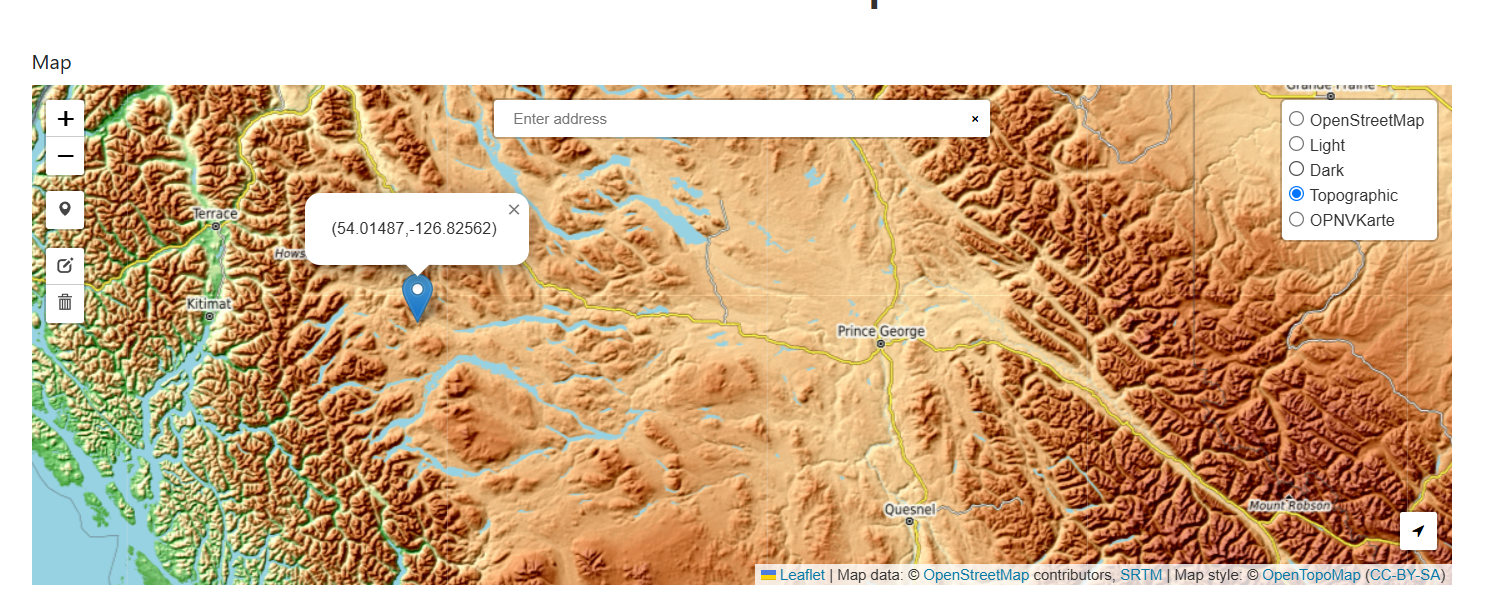 Map
+
Enter address
×
Grande Prairie
OpenStreetMap
−
Light
Dark
Topographic
OPNVKarte
Terrace
×
(54.01487,-126.82562)
Hows
Kitimat
Prince George
Quesnel
Mount Robson
Leaflet | Map data: © OpenStreetMap contributors, SRTM | Map style: © OpenTopoMap (CC-BY-SA)